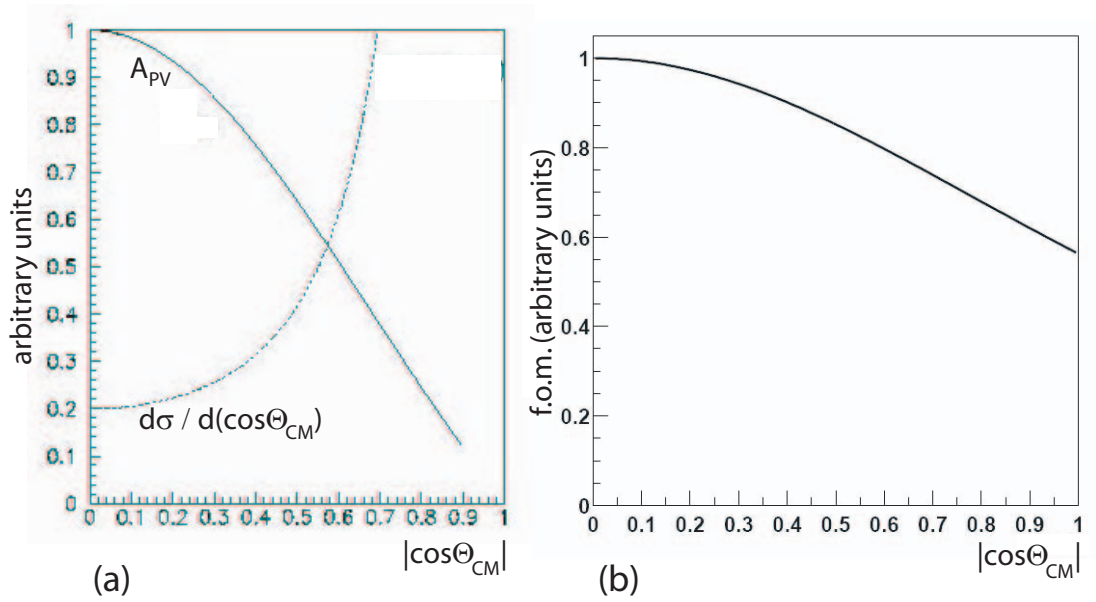 1
0.9
0.8
0.7
0.6
0.5
0.4
0.3
0.2
0.1
0
0 0.1 0.2 0.3 0.4 0.5 0.6 0.7 0.8 0.9 1
arbitrary units
A_PV
dσ / d(cosΘ_CM)
|cosΘ_CM|
(a)
1
0.8
0.6
0.4
0.2
0
0 0.1 0.2 0.3 0.4 0.5 0.6 0.7 0.8 0.9 1
f.o.m. (arbitrary units)
|cosΘ_CM|
(b)